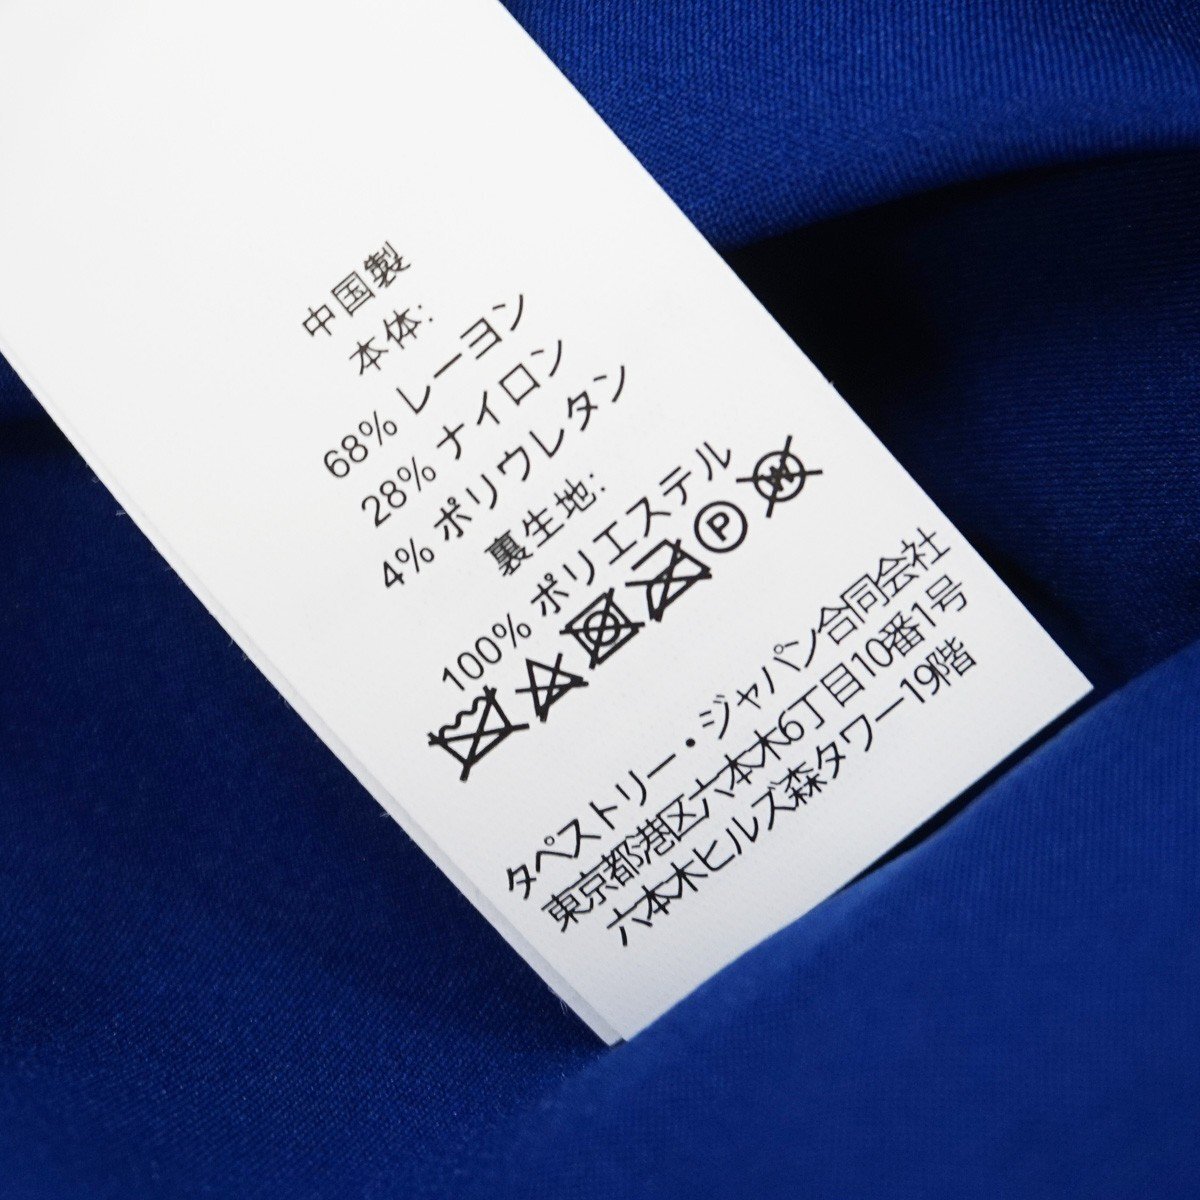 中国製
本体:
68% レーヨン
28% ナイロン
4% ポリウレタン
裏生地:
100% ポリエステル
P W
タペストリー・ジャパン合同会社
東京都港区六本木6丁目10番1号
六本木ヒルズ森タワー19階